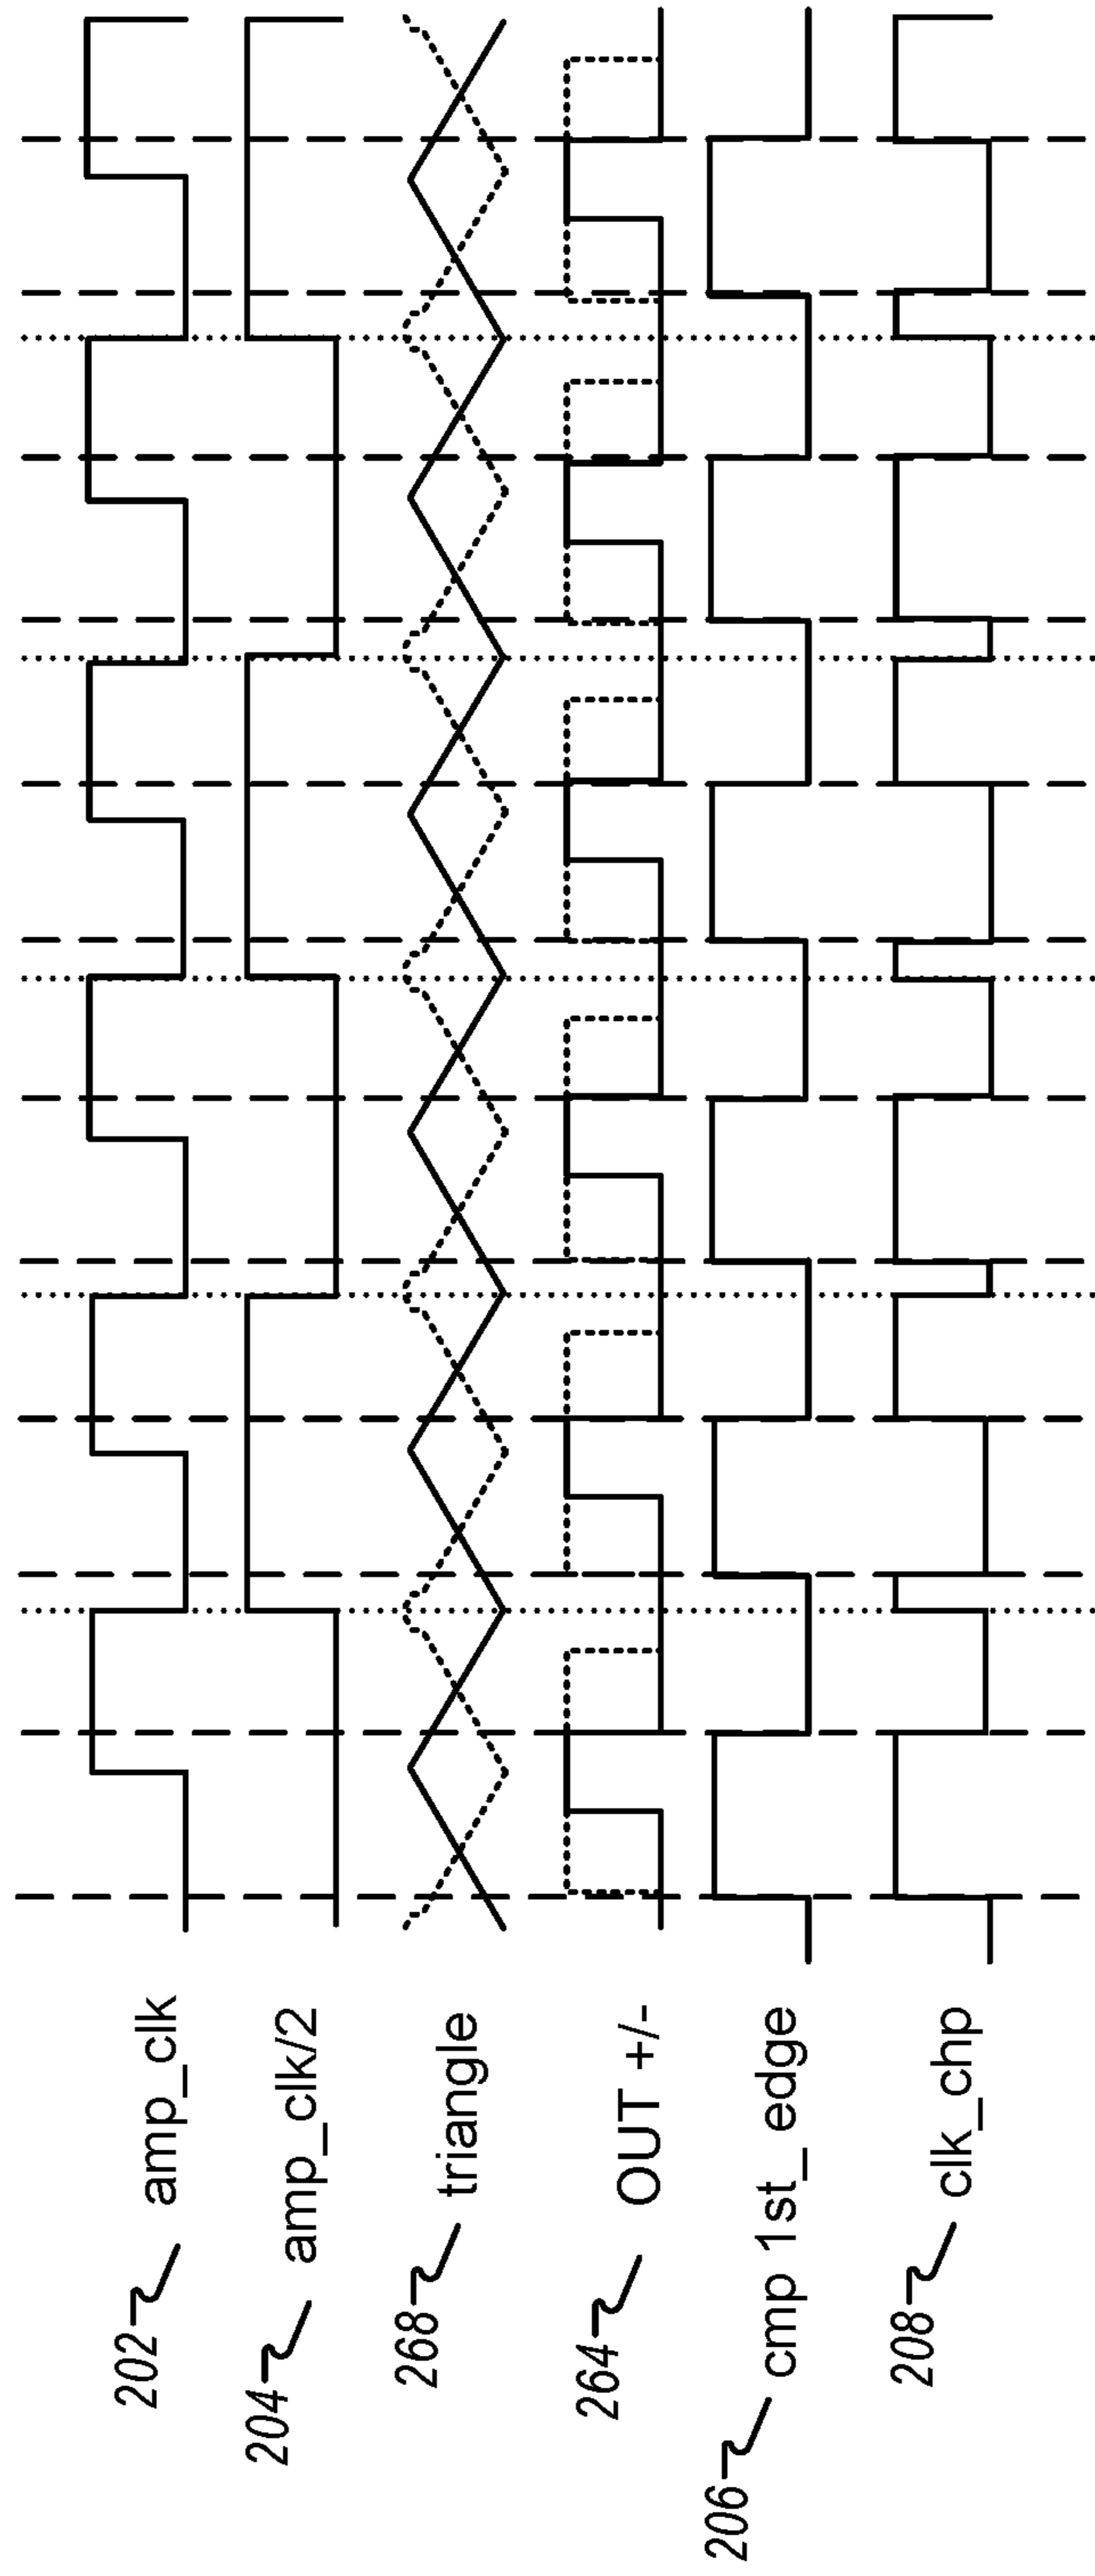 202 amp_clk
204 amp_clk/2
268 triangle
264 OUT +/-
206 cmp 1st_ edge
208 clk_chp